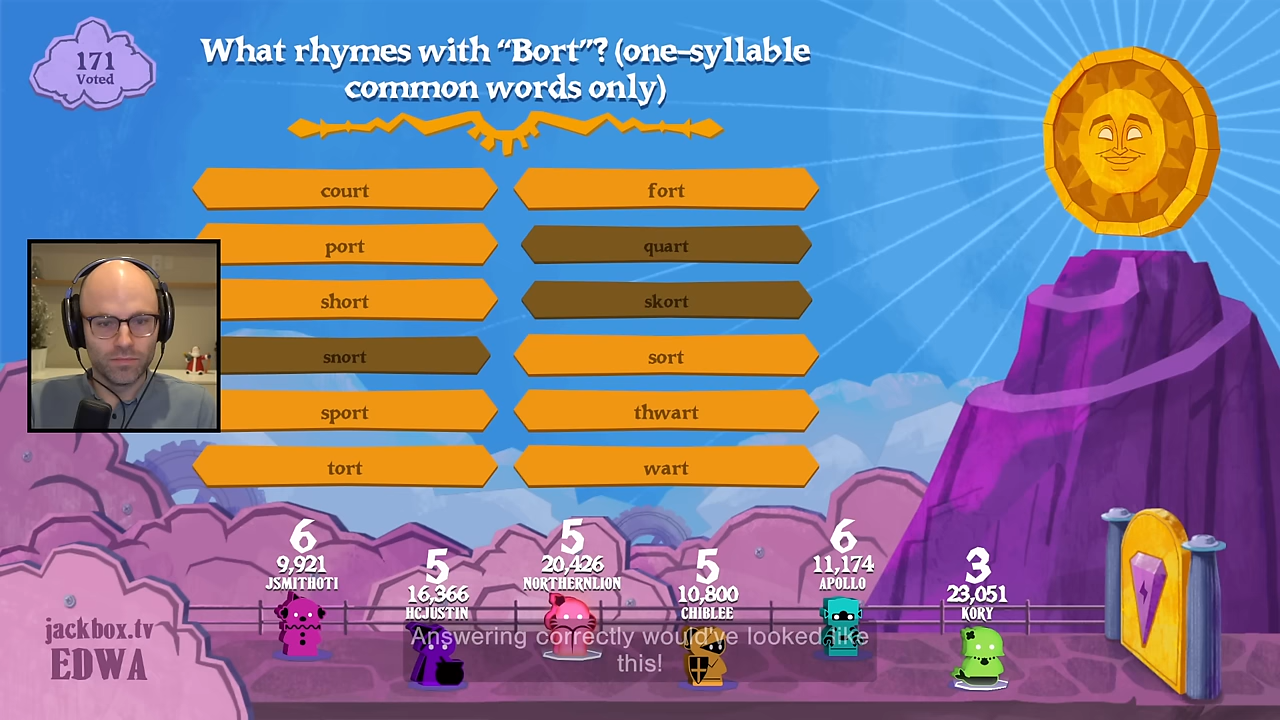 171
Voted
What rhymes with “Bort”? (one-syllable
common words only)
court
fort
port
quart
short
skort
snort
sort
sport
thwart
tort
wart
6
9,921
JSMITHOTI
5
16,366
HCJUSTIN
5
20,426
NORTHERNLION
5
10,800
CHIBLEE
6
11,174
APOLLO
3
23,051
KORY
jackbox.tv
EDWA
Answering correctly would've looked like
this!